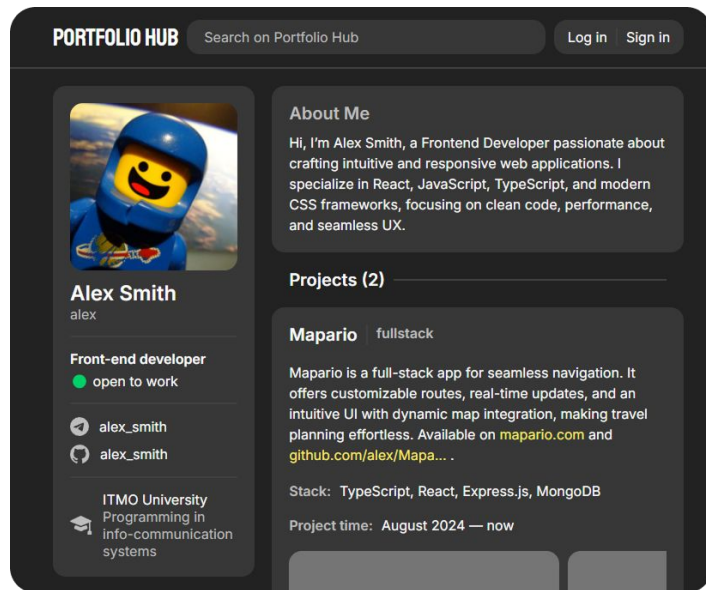 PORTFOLIO HUB
Search on Portfolio Hub
Log in
Sign in
Alex Smith
alex
Front-end developer
open to work
alex_smith
alex_smith
ITMO University
Programming in
info-communication
systems
About Me
Hi, I’m Alex Smith, a Frontend Developer passionate about
crafting intuitive and responsive web applications. I
specialize in React, JavaScript, TypeScript, and modern
CSS frameworks, focusing on clean code, performance,
and seamless UX.
Projects (2)
Mapario
fullstack
Mapario is a full-stack app for seamless navigation. It
offers customizable routes, real-time updates, and an
intuitive UI with dynamic map integration, making travel
planning effortless. Available on mapario.com and
github.com/alex/Mapa... .
Stack: TypeScript, React, Express.js, MongoDB
Project time: August 2024 — now